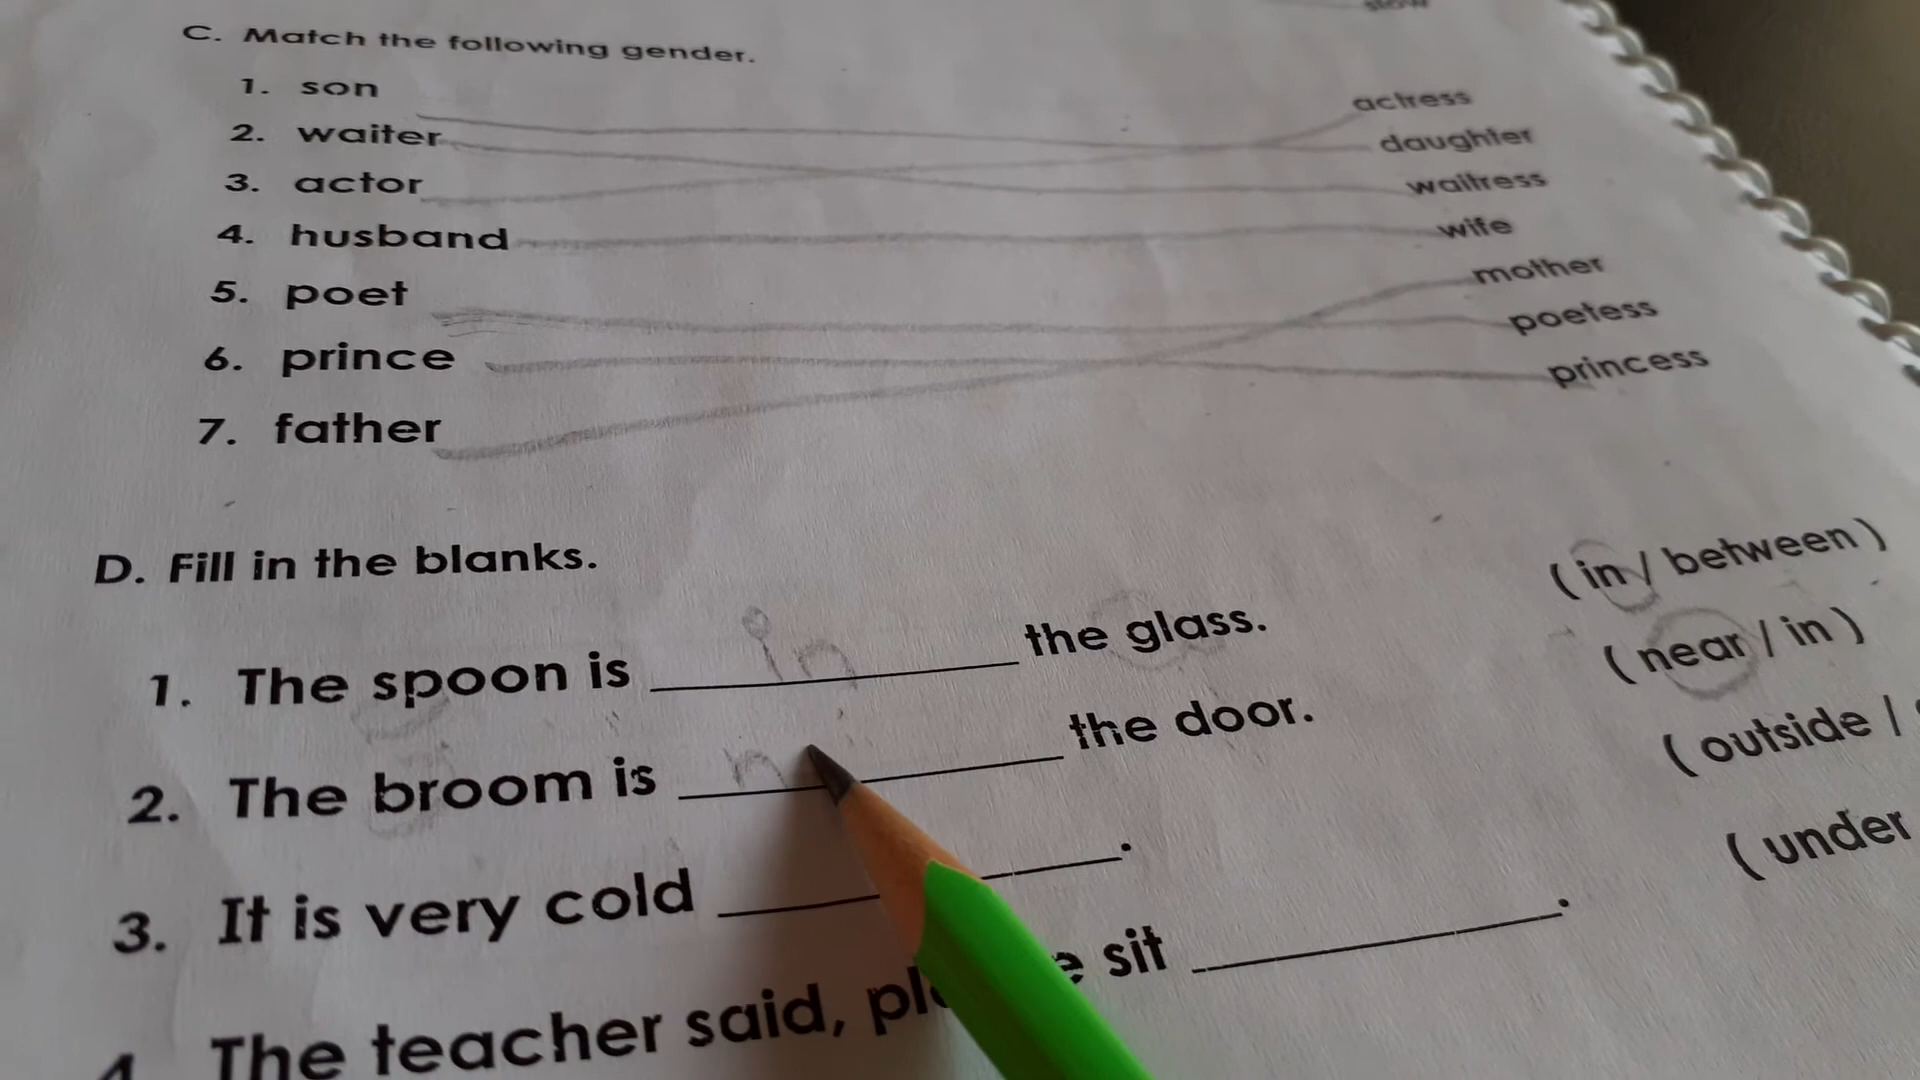 slow
C. Match the following gender.
1. son actress
2. waiter daughter
3. actor waitress
4. husband wife
5. poet mother
6. prince poetess
7. father princess
D. Fill in the blanks.
1. The spoon is in the glass. ( in / between )
2. The broom is n the door. ( near / in )
3. It is very cold . ( outside /
4. The teacher said, sit . ( under